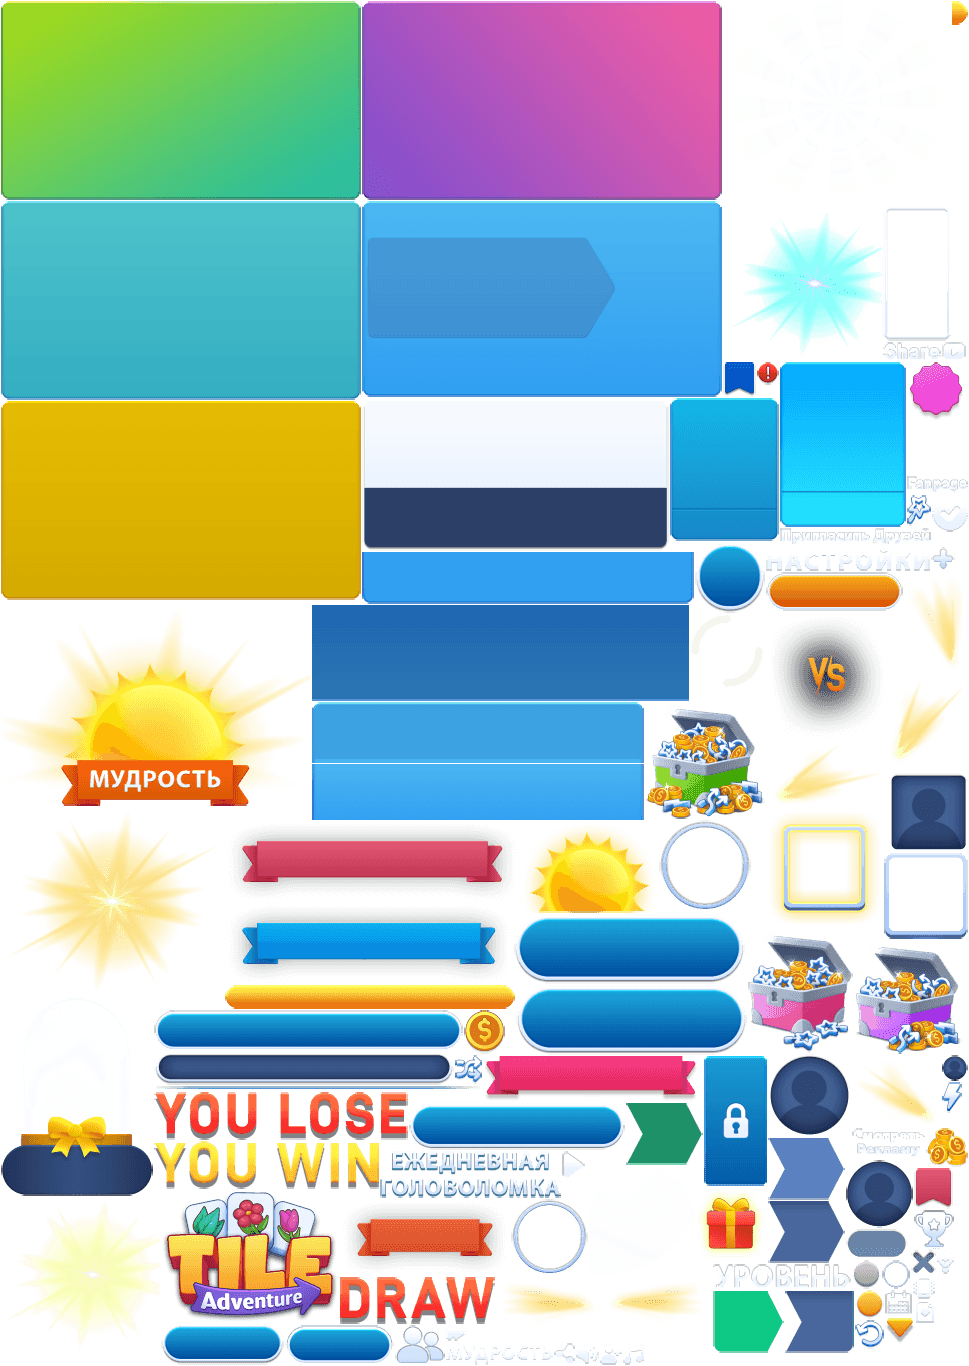 Share
Fanpage
Пригласить Друзей
НАСТРОЙКИ
VS
МУДРОСТЬ
YOU LOSE
YOU WIN
ЕЖЕДНЕВНАЯ
ГОЛОВОЛОМКА
Смотреть
Рекламу
TILE
Adventure
DRAW
УРОВЕНЬ
МУДРОСТЬ